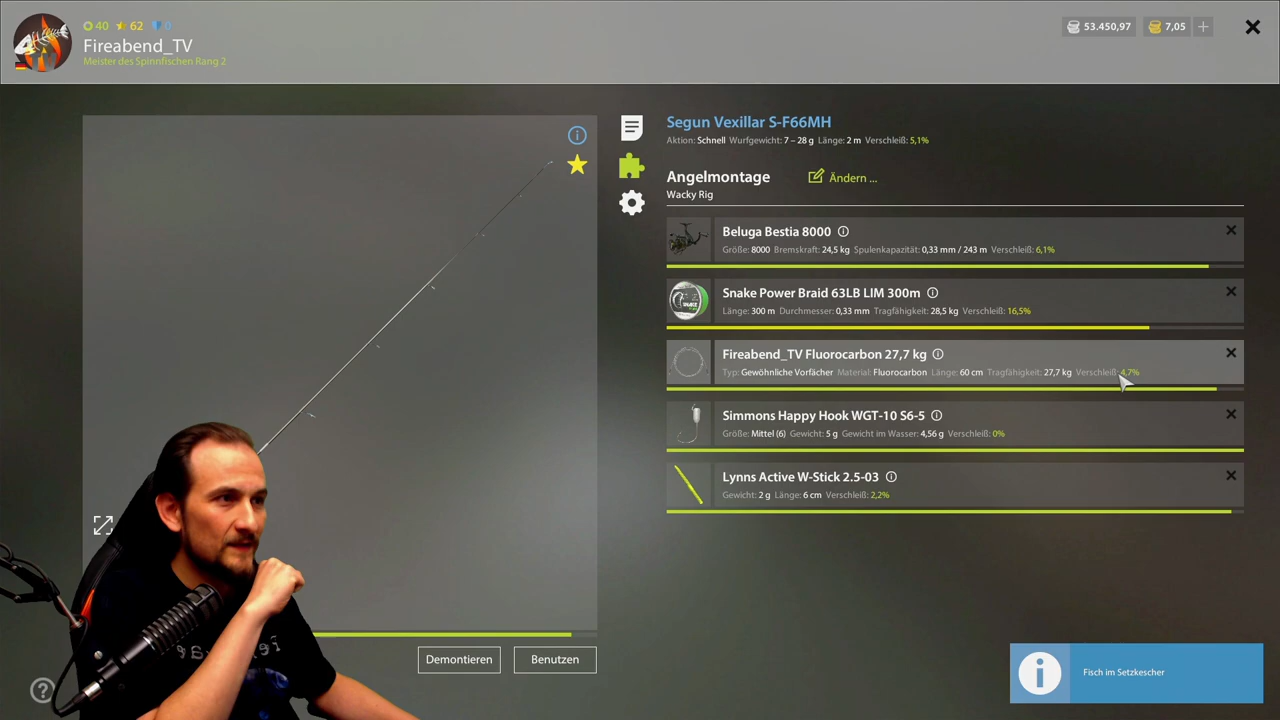 40 62 0
53.450,97 7,05
Fireabend_TV
Meister des Spinnfischen Rang 2
Segun Vexillar S-F66MH
Aktion: Schnell Wurfgewicht: 7 – 28 g Länge: 2 m Verschleiß: 5,1%
Angelmontage
Ändern ...
Wacky Rig
Beluga Bestia 8000
Größe: 8000 Bremskraft: 24,5 kg Spulenkapazität: 0,33 mm / 243 m Verschleiß: 6,1%
Snake Power Braid 63LB LIM 300m
Länge: 300 m Durchmesser: 0,33 mm Tragfähigkeit: 28,5 kg Verschleiß: 16,5%
Fireabend_TV Fluorocarbon 27,7 kg
Typ: Gewöhnliche Vorfächer Material: Fluorocarbon Länge: 60 cm Tragfähigkeit: 27,7 kg Verschleiß: 4,7%
Simmons Happy Hook WGT-10 S6-5
Größe: Mittel (6) Gewicht: 5 g Gewicht im Wasser: 4,56 g Verschleiß: 0%
Lynns Active W-Stick 2.5-03
Gewicht: 2 g Länge: 6 cm Verschleiß: 2,2%
Demontieren
Benutzen
Fisch im Setzkescher